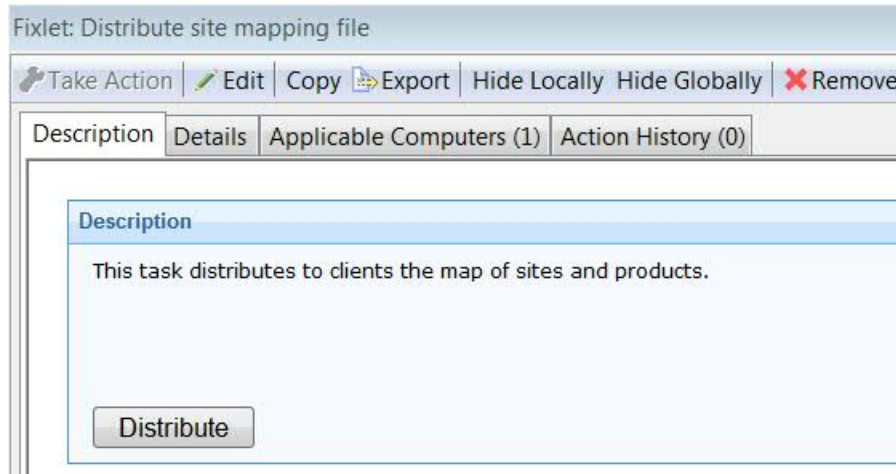 Fixlet: Distribute site mapping file
Take Action Edit Copy Export Hide Locally Hide Globally Remove
Description Details Applicable Computers (1) Action History (0)
Description
This task distributes to clients the map of sites and products.
Distribute